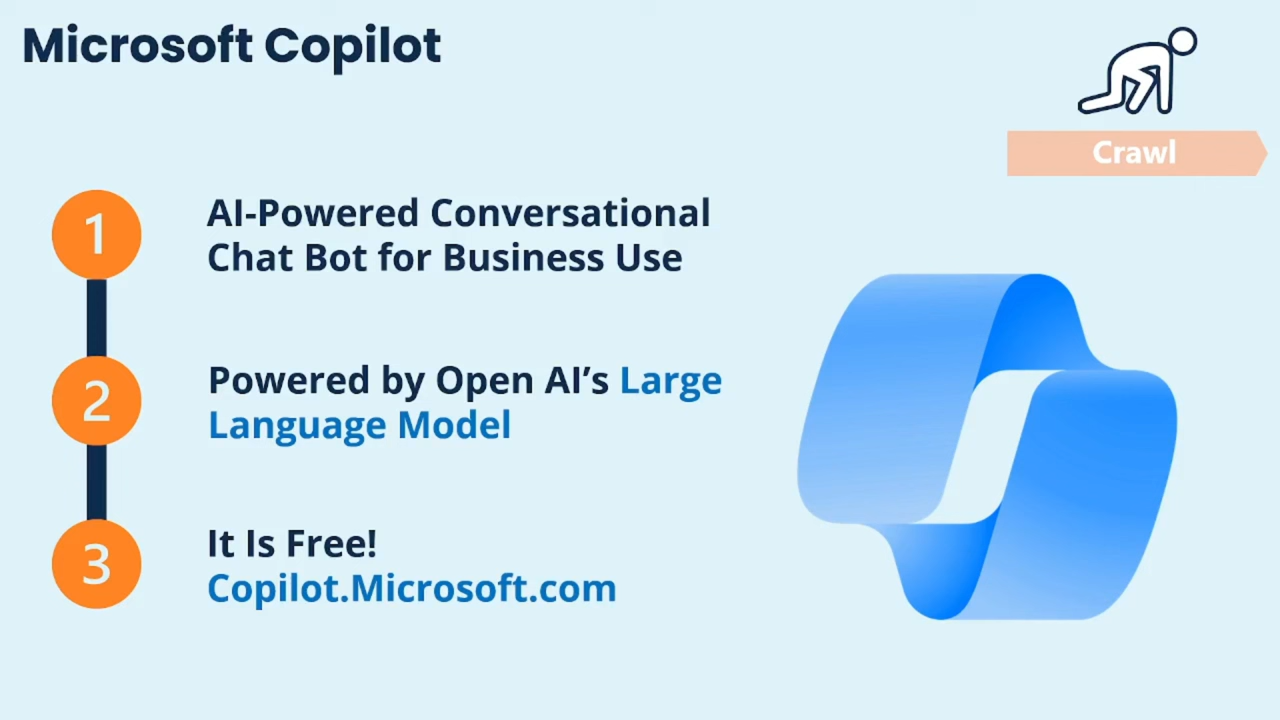 Microsoft Copilot
Crawl
1
AI-Powered Conversational
Chat Bot for Business Use
2
Powered by Open AI’s Large
Language Model
3
It Is Free!
Copilot.Microsoft.com